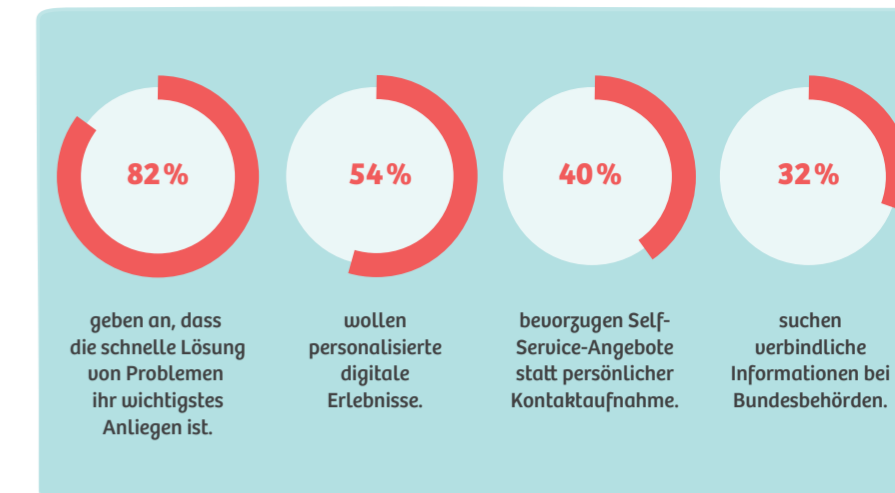 82 %
54 %
40 %
32 %
geben an, dass
die schnelle Lösung
von Problemen
ihr wichtigstes
Anliegen ist.
wollen
personalisierte
digitale
Erlebnisse.
bevorzugen Self-
Service-Angebote
statt persönlicher
Kontaktaufnahme.
suchen
verbindliche
Informationen bei
Bundesbehörden.